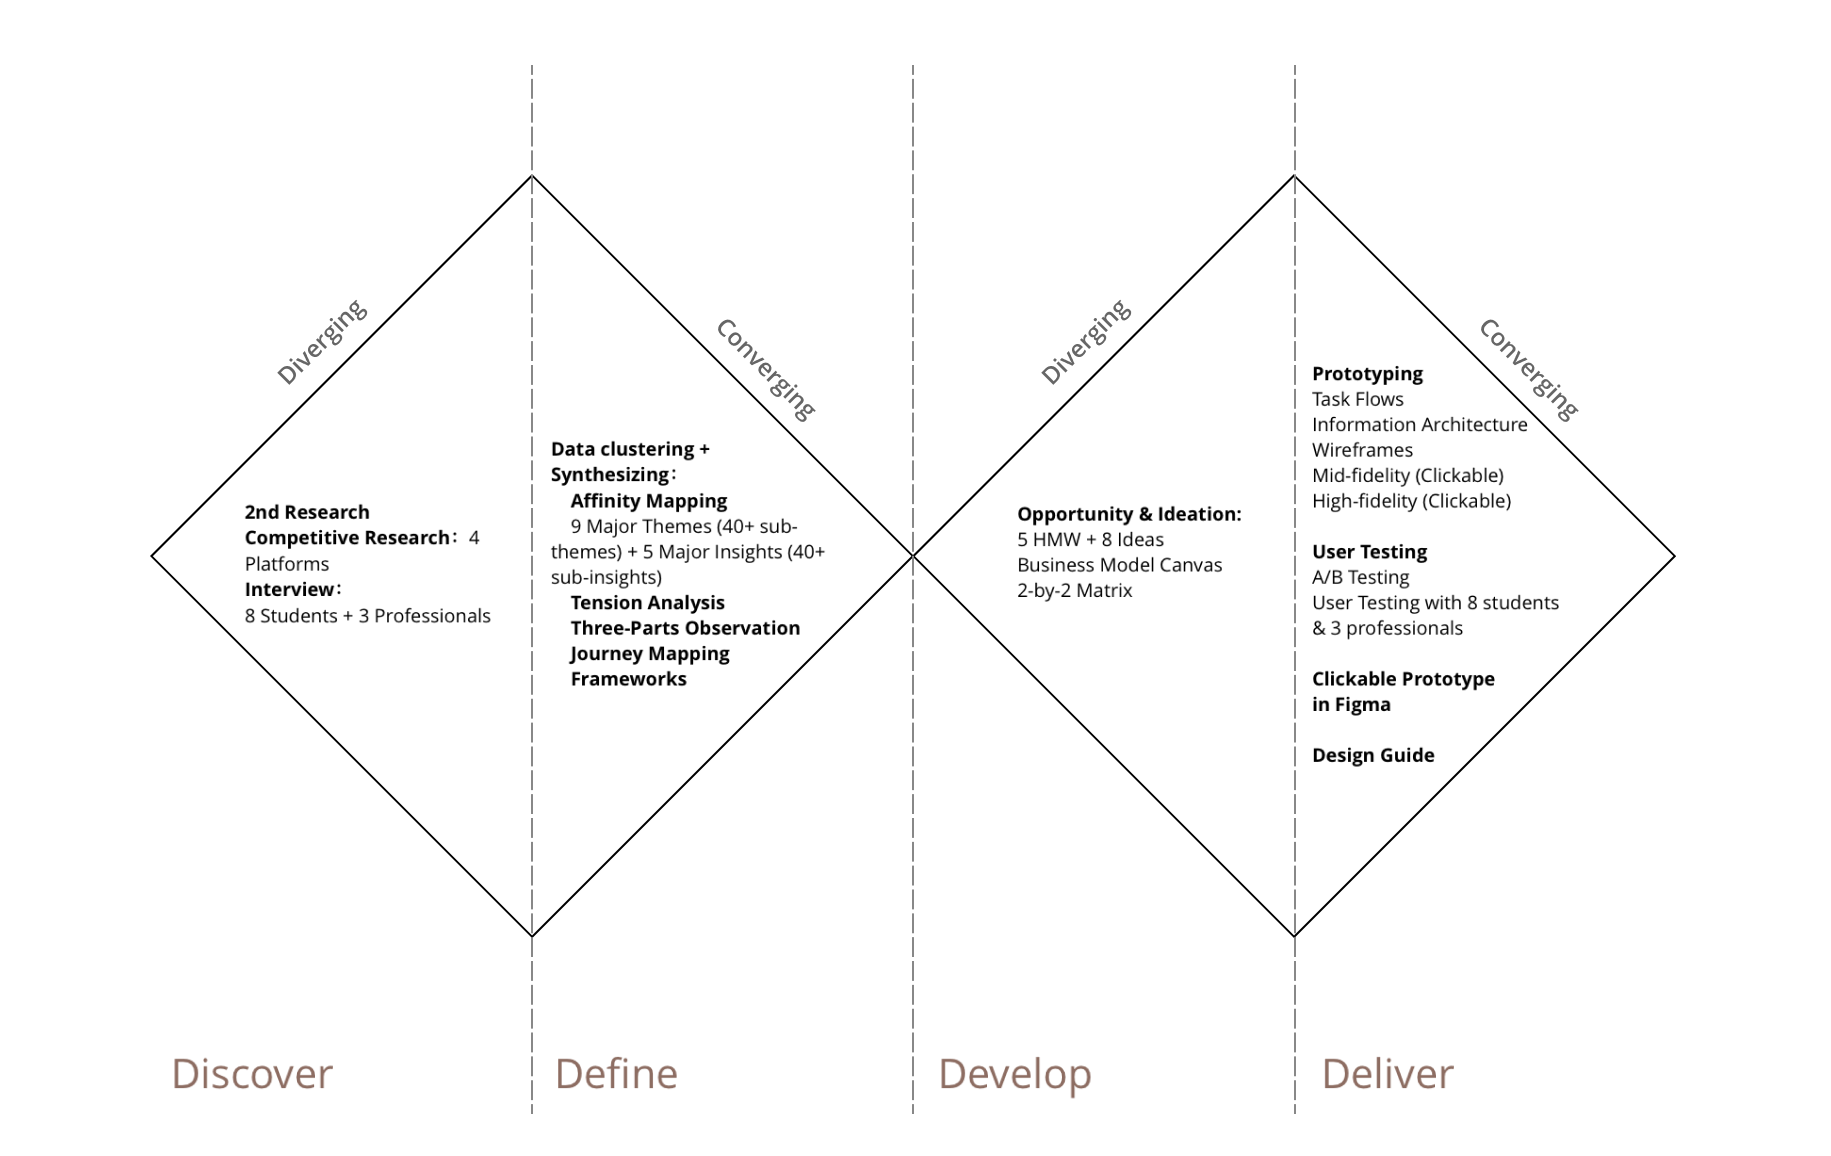 Diverging
2nd Research
Competitive Research： 4
Platforms
Interview：
8 Students + 3 Professionals
Converging
Data clustering +
Synthesizing：
Affinity Mapping
9 Major Themes (40+ sub-
themes) + 5 Major Insights (40+
sub-insights)
Tension Analysis
Three-Parts Observation
Journey Mapping
Frameworks
Diverging
Opportunity & Ideation:
5 HMW + 8 Ideas
Business Model Canvas
2-by-2 Matrix
Converging
Prototyping
Task Flows
Information Architecture
Wireframes
Mid-fidelity (Clickable)
High-fidelity (Clickable)
User Testing
A/B Testing
User Testing with 8 students
& 3 professionals
Clickable Prototype
in Figma
Design Guide
Discover
Define
Develop
Deliver